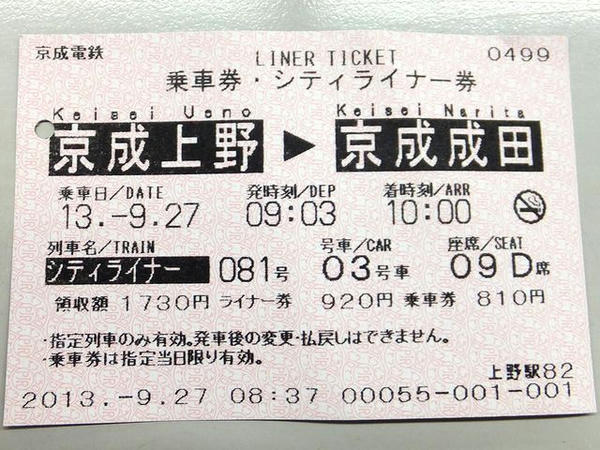 京成電鉄 LINER TICKET 0499
乗車券・シティライナー券
Keisei Ueno Keisei Narita
京成上野 ▶ 京成成田
乗車日/DATE 発時刻/DEP 着時刻/ARR
13.-9.27 09:03 10:00
列車名/TRAIN 号車/CAR 座席/SEAT
シティライナー 081号 03号車 09D席
領収額 1730円 ライナー券 920円 乗車券 810円
・指定列車のみ有効。発車後の変更・払戻しはできません。
・乗車券は指定当日限り有効。
上野駅82
2013.-9.27 08:37 00055-001-001